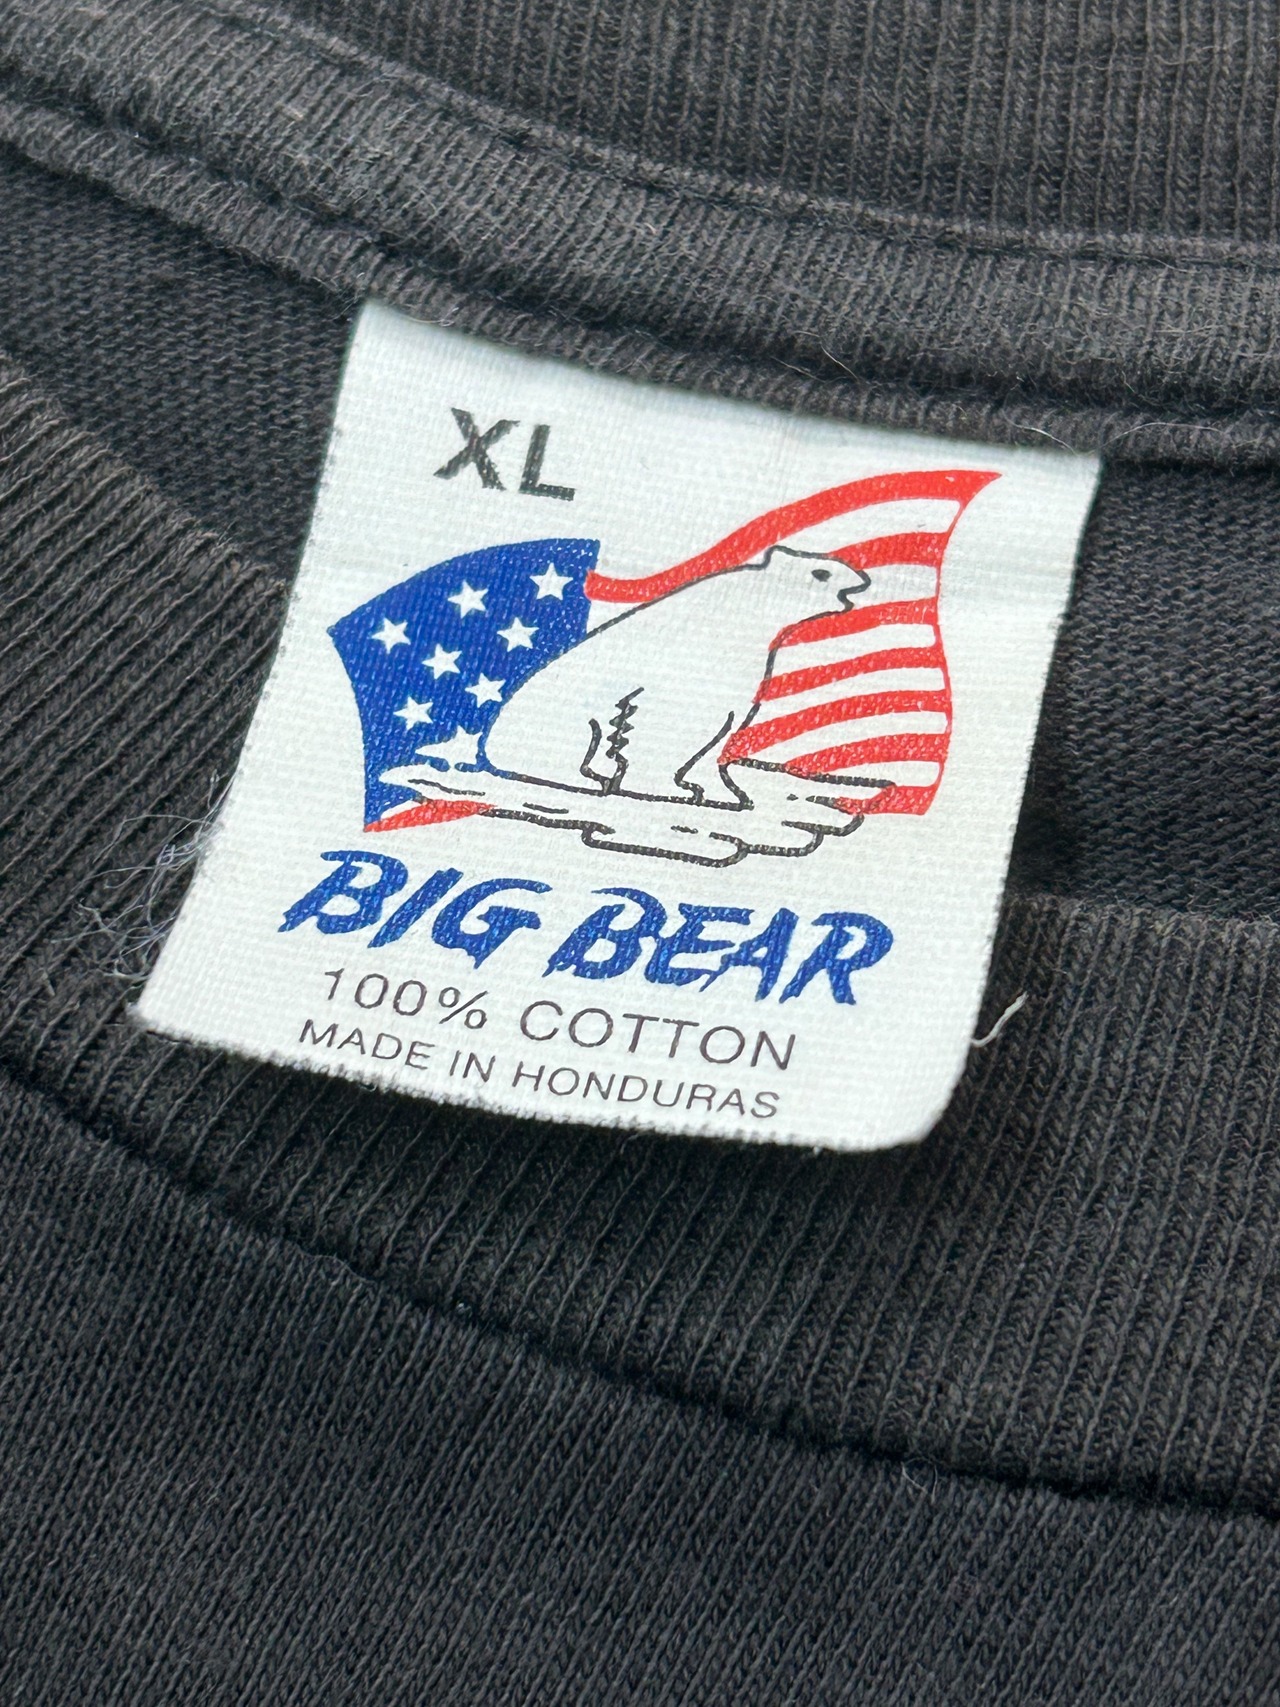 XL
BIG BEAR
100% COTTON
MADE IN HONDURAS